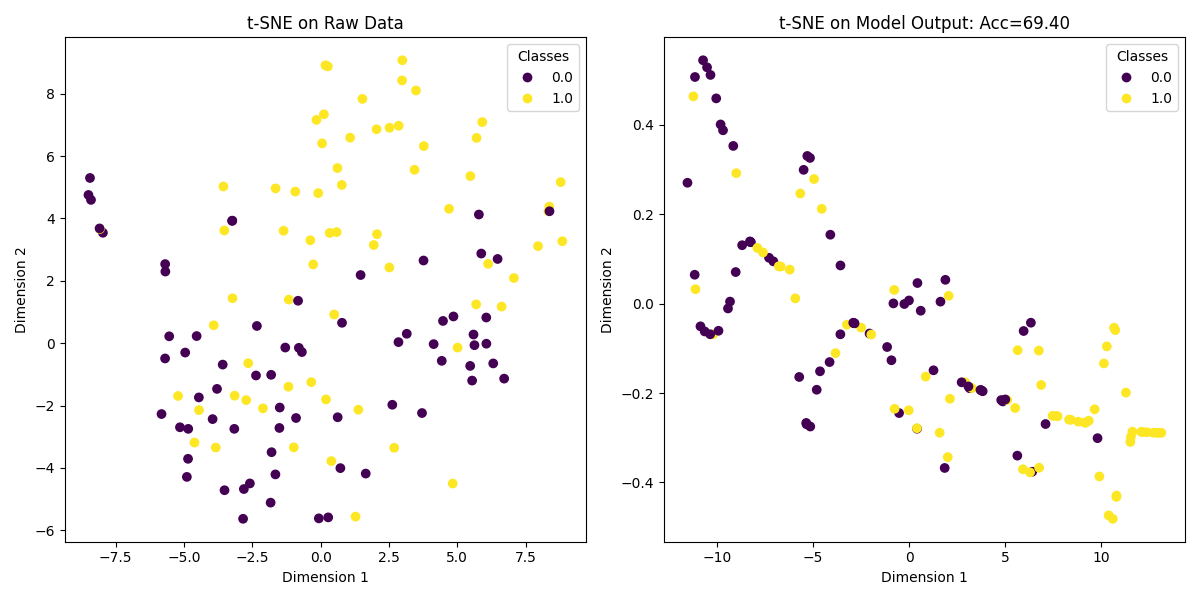 t-SNE on Raw Data
Classes
0.0
1.0
8
6
4
2
0
−2
−4
−6
Dimension 2
−7.5 −5.0 −2.5 0.0 2.5 5.0 7.5
Dimension 1
t-SNE on Model Output: Acc=69.40
Classes
0.0
1.0
0.4
0.2
0.0
−0.2
−0.4
Dimension 2
−10 −5 0 5 10
Dimension 1